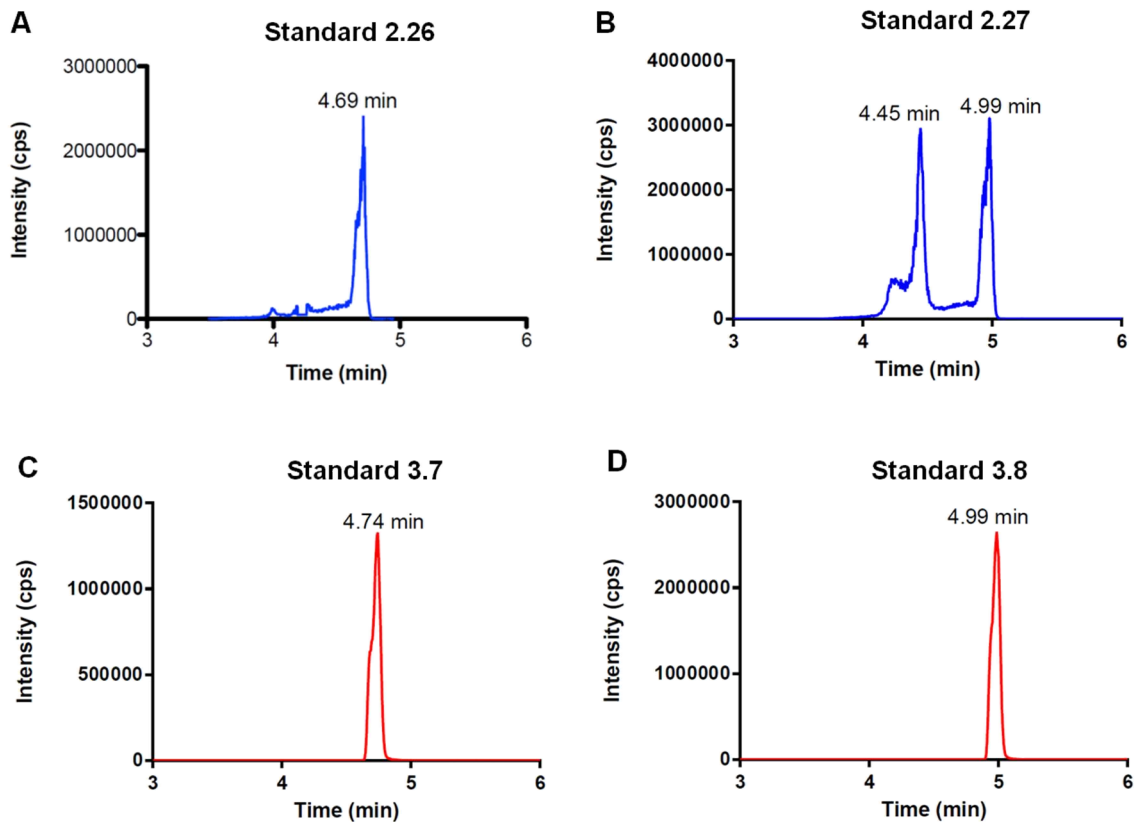 A
Standard 2.26
3000000
2000000
1000000
0
4.69 min
Intensity (cps)
3 4 5 6
Time (min)
B
Standard 2.27
4000000
3000000
2000000
1000000
0
4.45 min
4.99 min
Intensity (cps)
3 4 5 6
Time (min)
C
Standard 3.7
1500000
1000000
500000
0
4.74 min
Intensity (cps)
3 4 5 6
Time (min)
D
Standard 3.8
3000000
2000000
1000000
0
4.99 min
Intensity (cps)
3 4 5 6
Time (min)